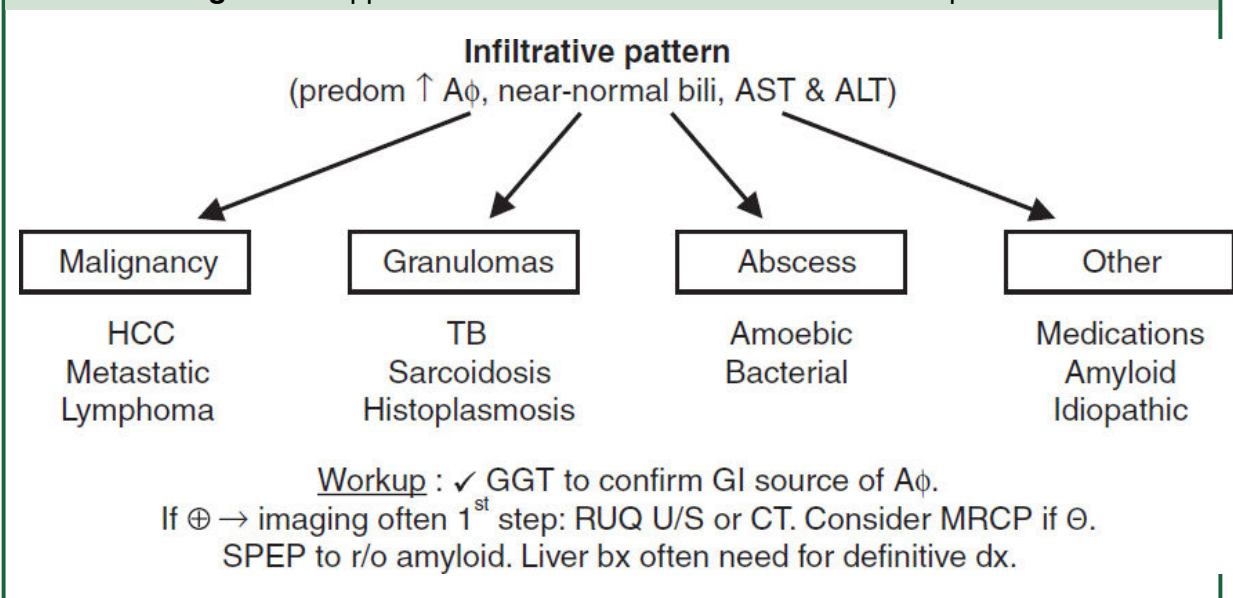 Infiltrative pattern
(predom ↑ Aϕ, near-normal bili, AST & ALT)
Malignancy
HCC
Metastatic
Lymphoma
Granulomas
TB
Sarcoidosis
Histoplasmosis
Abscess
Amoebic
Bacterial
Other
Medications
Amyloid
Idiopathic
Workup : ✓ GGT to confirm GI source of Aϕ.
If ⊕ → imaging often 1st step: RUQ U/S or CT. Consider MRCP if Θ.
SPEP to r/o amyloid. Liver bx often need for definitive dx.